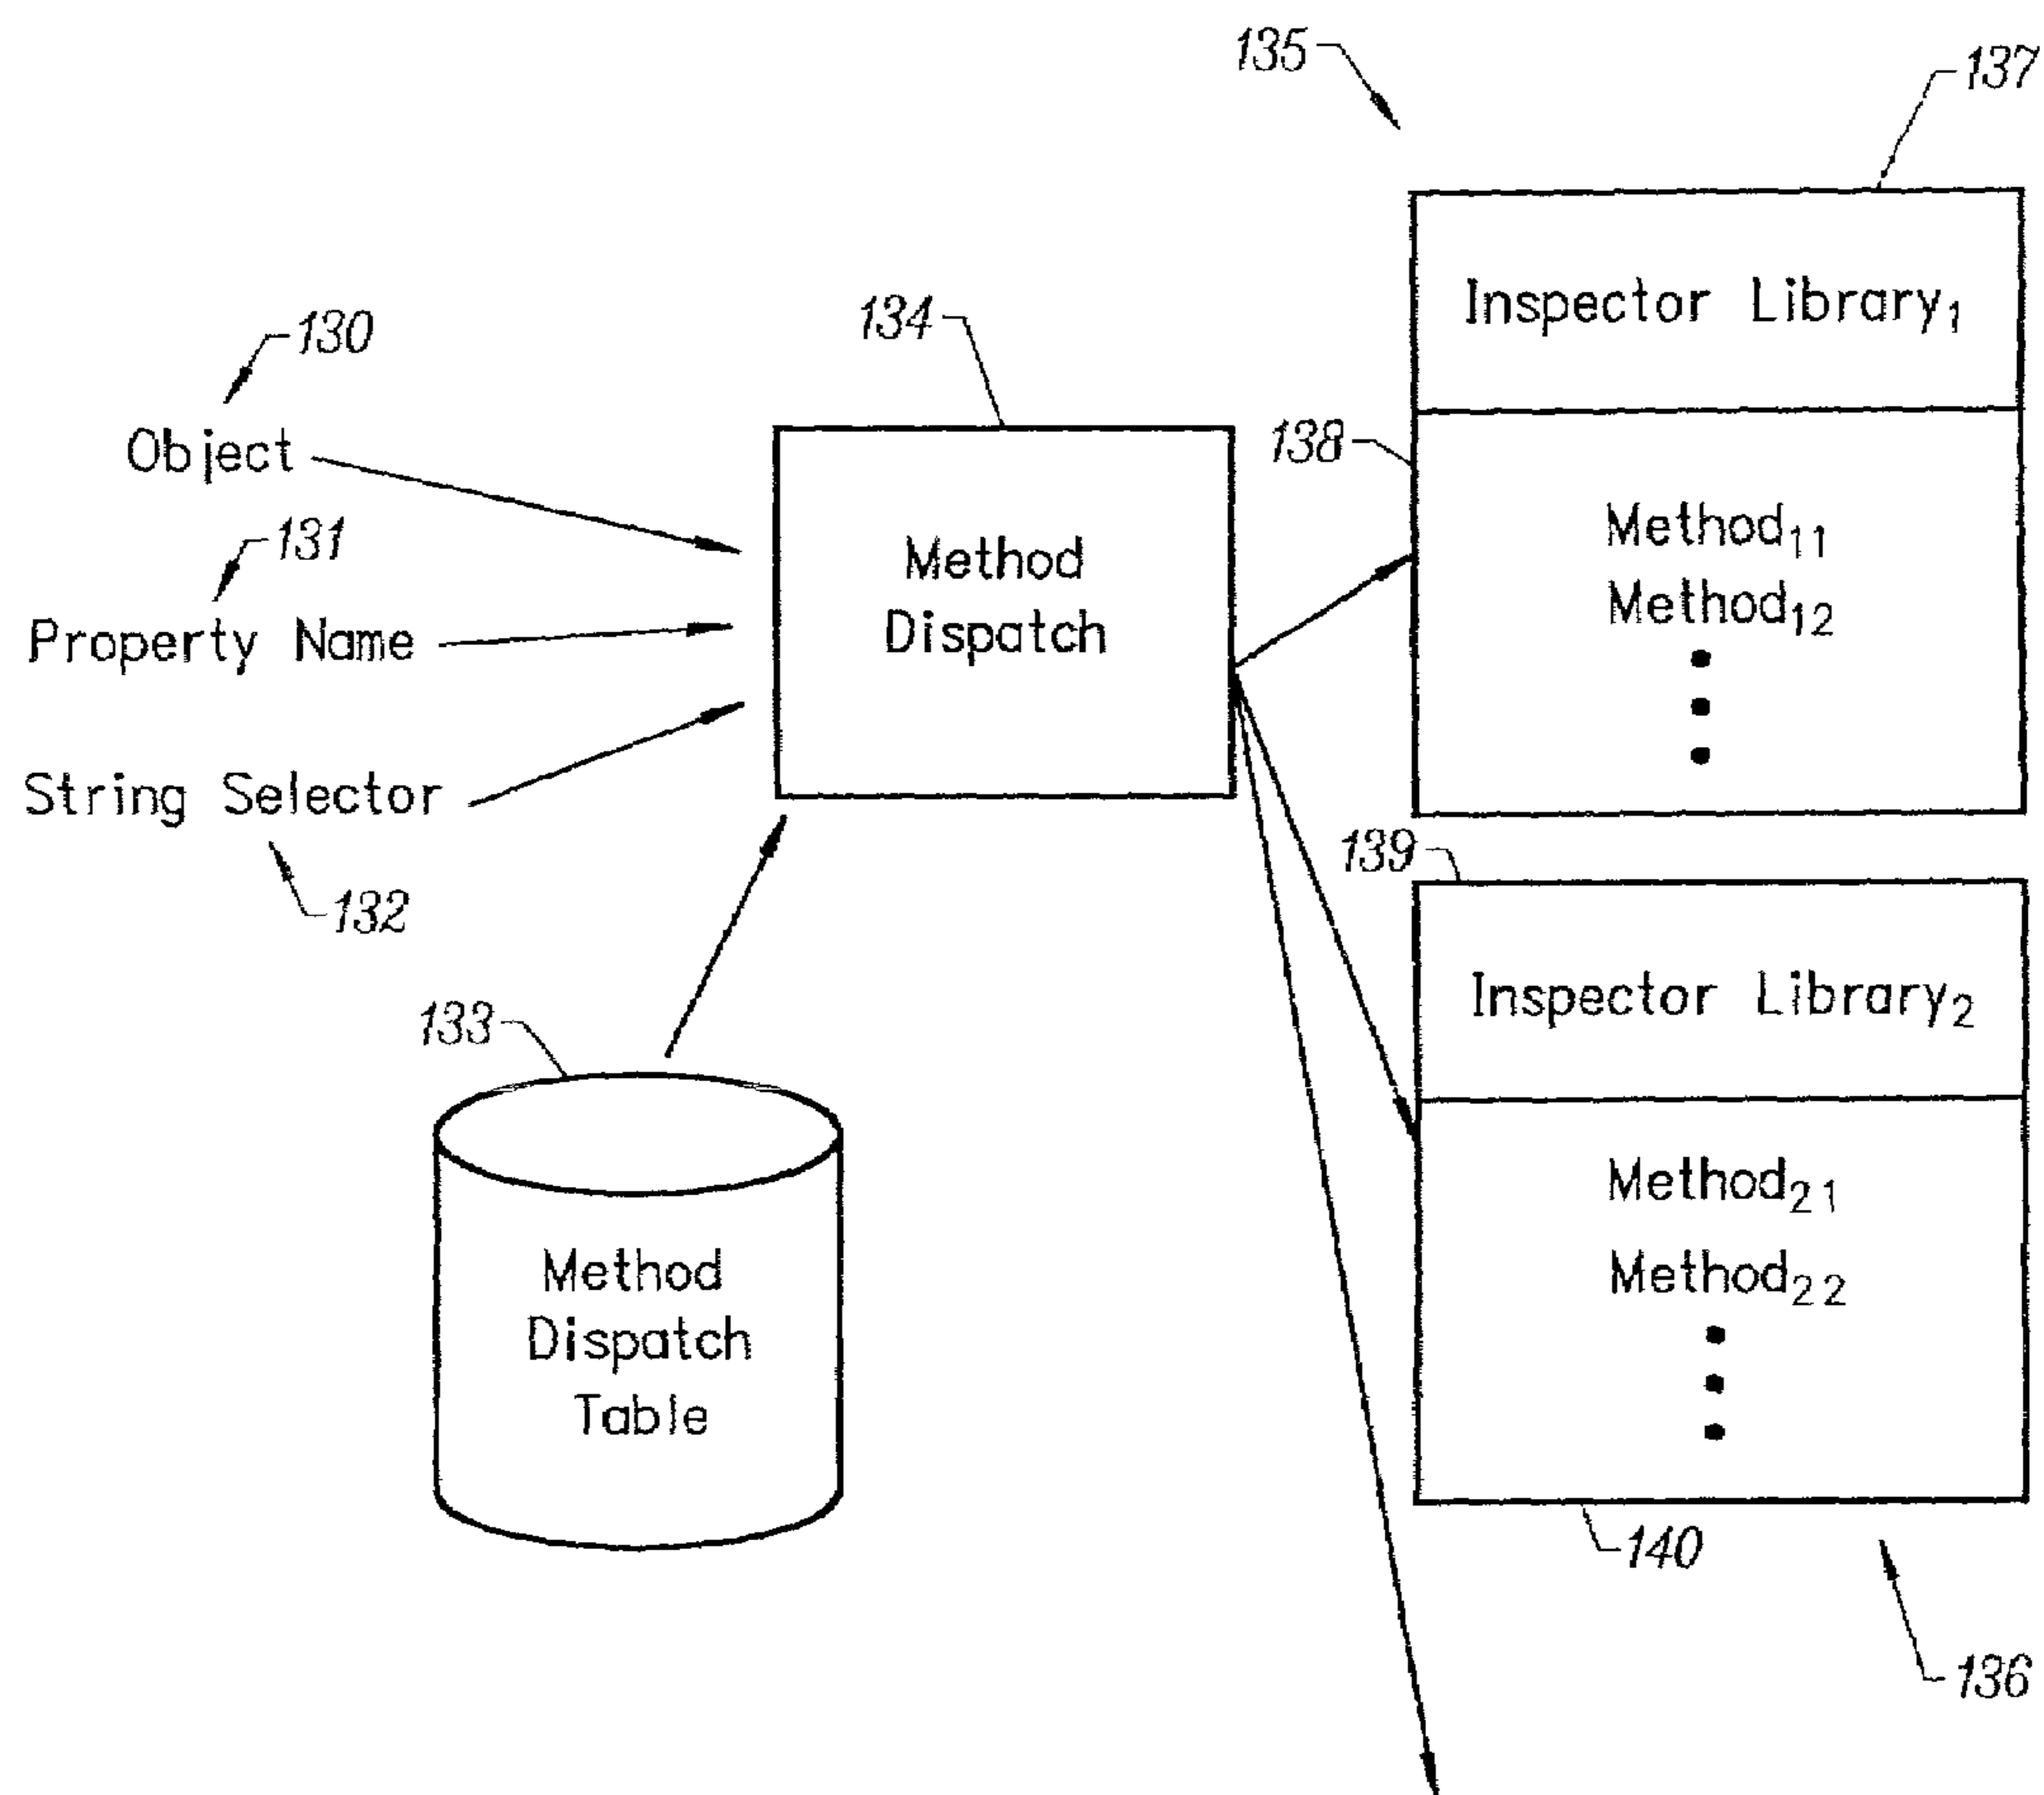 135
137
134
Inspector Library₁
130
Object
138
131
Method
Dispatch
Method₁₁
Method₁₂
Property Name
String Selector
132
139
Inspector Library₂
133
Method₂₁
Method₂₂
Method
Dispatch
Table
140
136